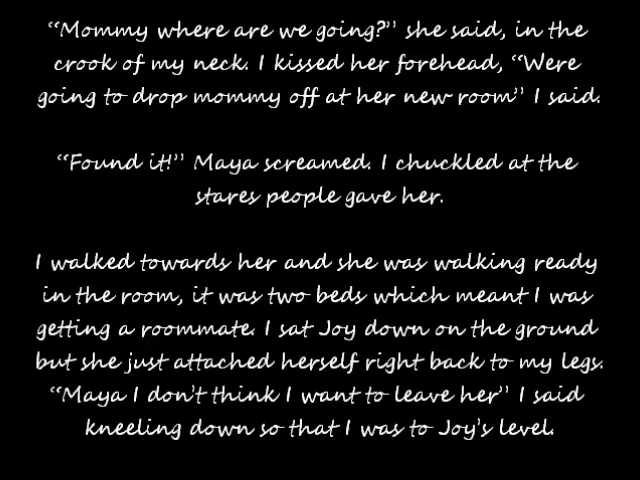 “Mommy where are we going?” she said, in the
crook of my neck. I kissed her forehead, “Were
going to drop mommy off at her new room” I said.
“Found it!” Maya screamed. I chuckled at the
stares people gave her.
I walked towards her and she was walking ready
in the room, it was two beds which meant I was
getting a roommate. I sat Joy down on the ground
but she just attached herself right back to my legs.
“Maya I don't think I want to leave her” I said
kneeling down so that I was to Joy's level.